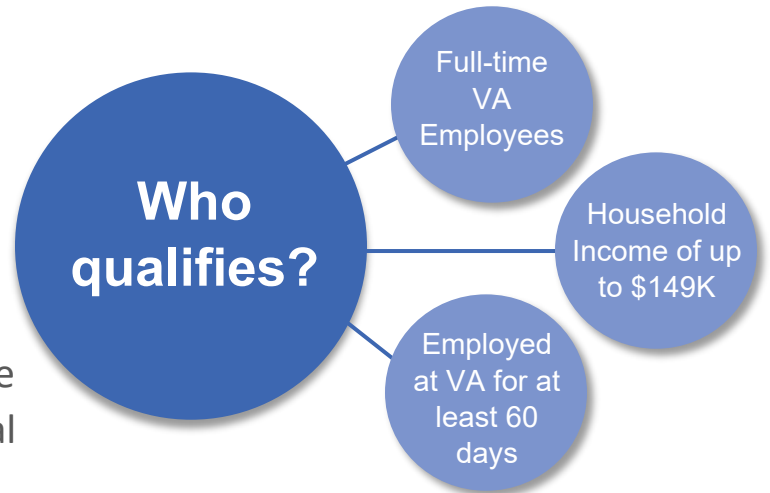 Who
qualifies?
Full-time
VA
Employees
Household
Income of up
to $149K
Employed
at VA for at
least 60
days